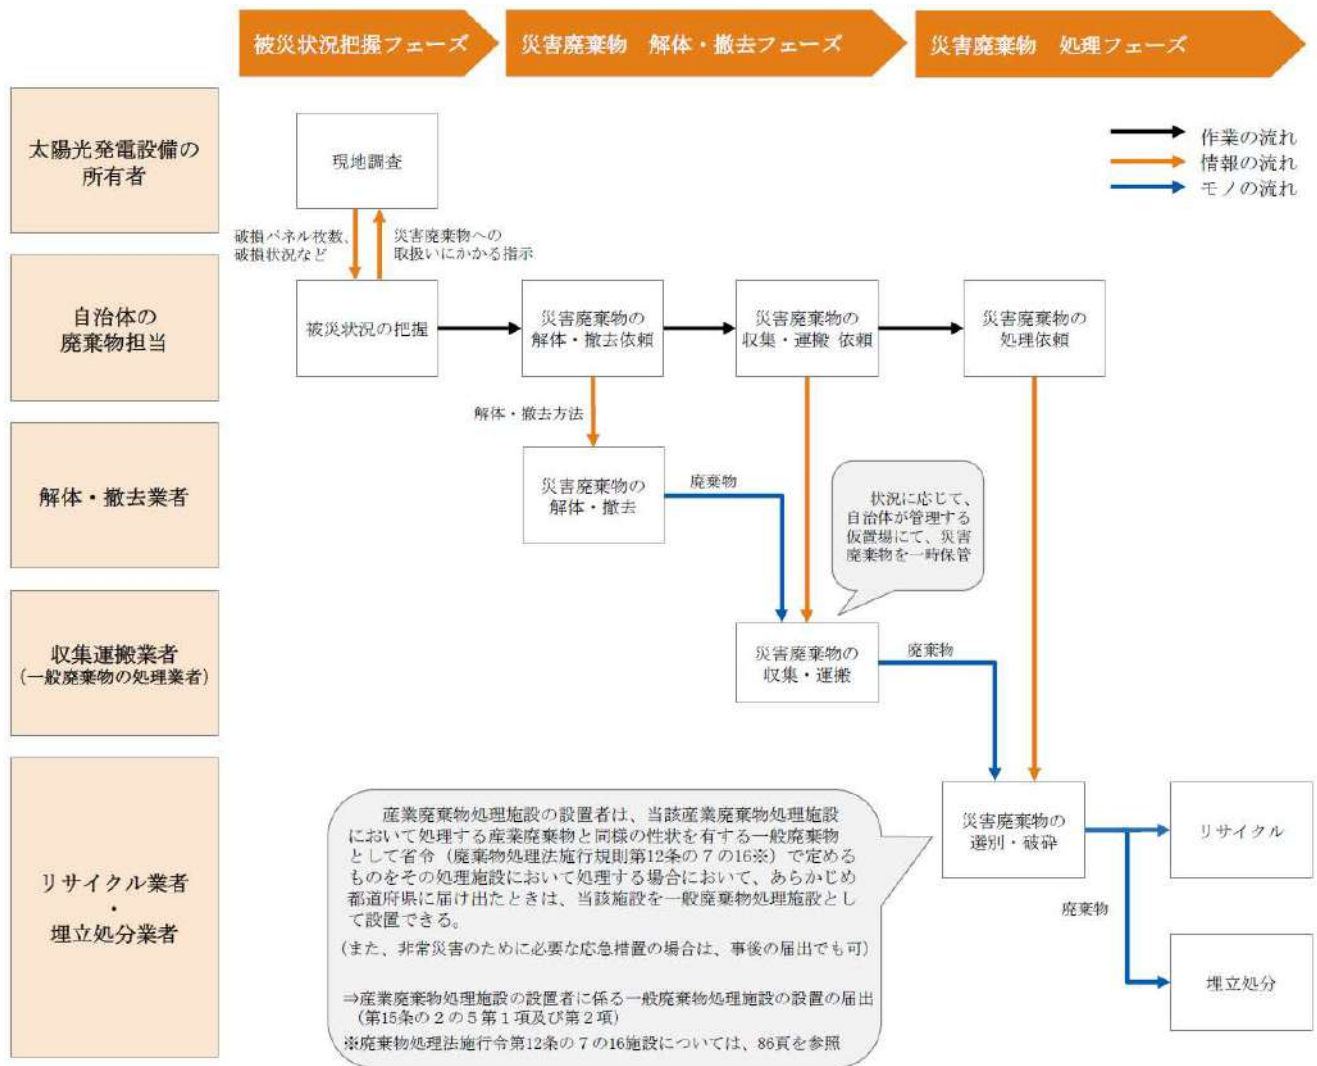 被災状況把握フェーズ
災害廃棄物 解体・撤去フェーズ
災害廃棄物 処理フェーズ
作業の流れ
情報の流れ
モノの流れ
太陽光発電設備の
所有者
現地調査
破損パネル枚数、
破損状況など
災害廃棄物への
取扱いにかかる指示
自治体の
廃棄物担当
被災状況の把握
災害廃棄物の
解体・撤去依頼
災害廃棄物の
収集・運搬 依頼
災害廃棄物の
処理依頼
解体・撤去方法
解体・撤去業者
災害廃棄物の
解体・撤去
廃棄物
状況に応じて、
自治体が管理する
仮置場にて、災害
廃棄物を一時保管
収集運搬業者
(一般廃棄物の処理業者)
災害廃棄物の
収集・運搬
廃棄物
リサイクル業者
・
埋立処分業者
産業廃棄物処理施設の設置者は、当該産業廃棄物処理施設
において処理する産業廃棄物と同様の性状を有する一般廃棄物
として省令（廃棄物処理法施行規則第12条の７の16※）で定める
ものをその処理施設において処理する場合において、あらかじめ
都道府県に届け出たときは、当該施設を一般廃棄物処理施設とし
て設置できる。
(また、非常災害のために必要な応急措置の場合は、事後の届出でも可)
⇒産業廃棄物処理施設の設置者に係る一般廃棄物処理施設の設置の届出
（第15条の２の５第１項及び第２項）
※廃棄物処理法施行令第12条の７の16施設については、86頁を参照
災害廃棄物の
選別・破砕
リサイクル
廃棄物
埋立処分